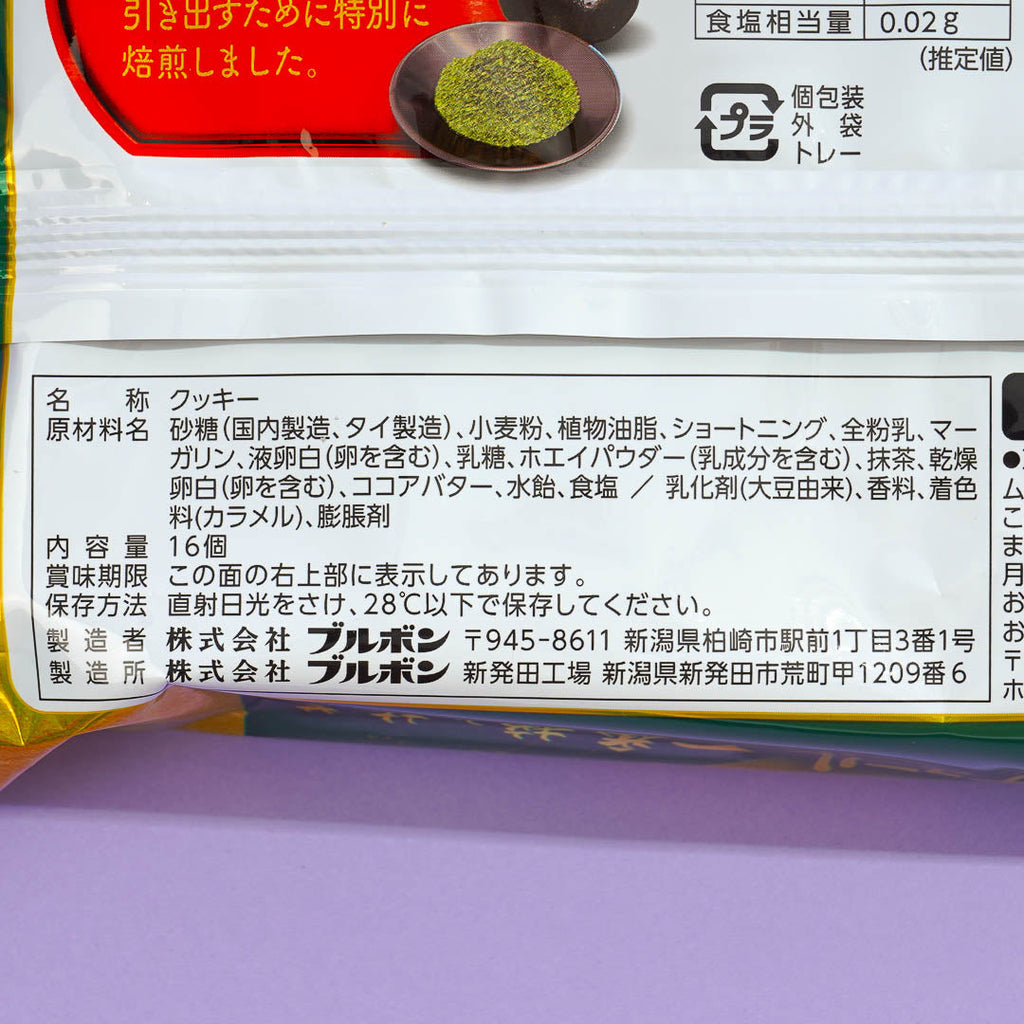 引き出すために特別に
焙煎しました。
食塩相当量 0.02g
(推定値)
プラ
個包装
外袋
トレー
名称 クッキー
原材料名 砂糖(国内製造、タイ製造)、小麦粉、植物油脂、ショートニング、全粉乳、マー
ガリン、液卵白(卵を含む)、乳糖、ホエイパウダー(乳成分を含む)、抹茶、乾燥
卵白(卵を含む)、ココアバター、水飴、食塩 / 乳化剤(大豆由来)、香料、着色
料(カラメル)、膨脹剤
内容量 16個
賞味期限 この面の右上部に表示してあります。
保存方法 直射日光をさけ、28℃以下で保存してください。
製造者 株式会社 ブルボン 〒945-8611 新潟県柏崎市駅前1丁目3番1号
製造所 株式会社 ブルボン 新発田工場 新潟県新発田市荒町甲1209番6
ム
こ
ま
月
お
お
〒
ホ